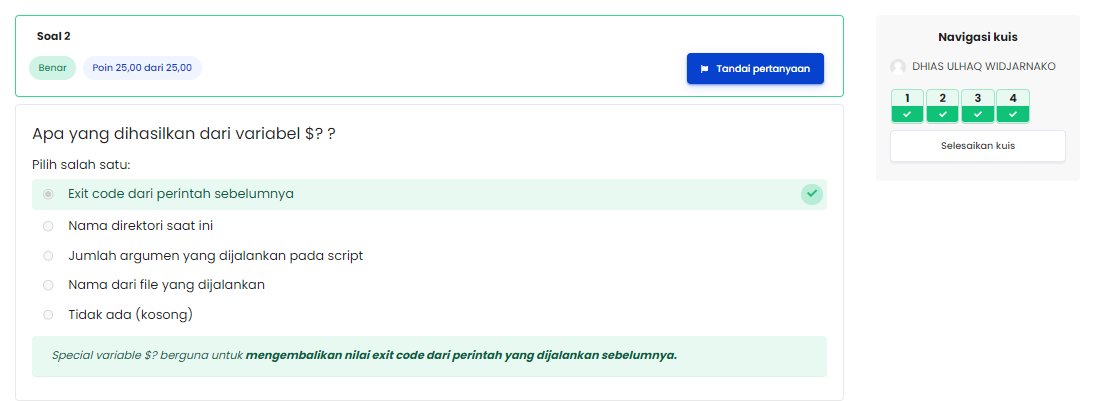 Soal 2
Benar
Poin 25,00 dari 25,00
Tandai pertanyaan
Apa yang dihasilkan dari variabel $? ?
Pilih salah satu:
Exit code dari perintah sebelumnya
Nama direktori saat ini
Jumlah argumen yang dijalankan pada script
Nama dari file yang dijalankan
Tidak ada (kosong)
Special variable $? berguna untuk mengembalikan nilai exit code dari perintah yang dijalankan sebelumnya.
Navigasi kuis
DHIAS ULHAQ WIDJARNAKO
1 2 3 4
Selesaikan kuis